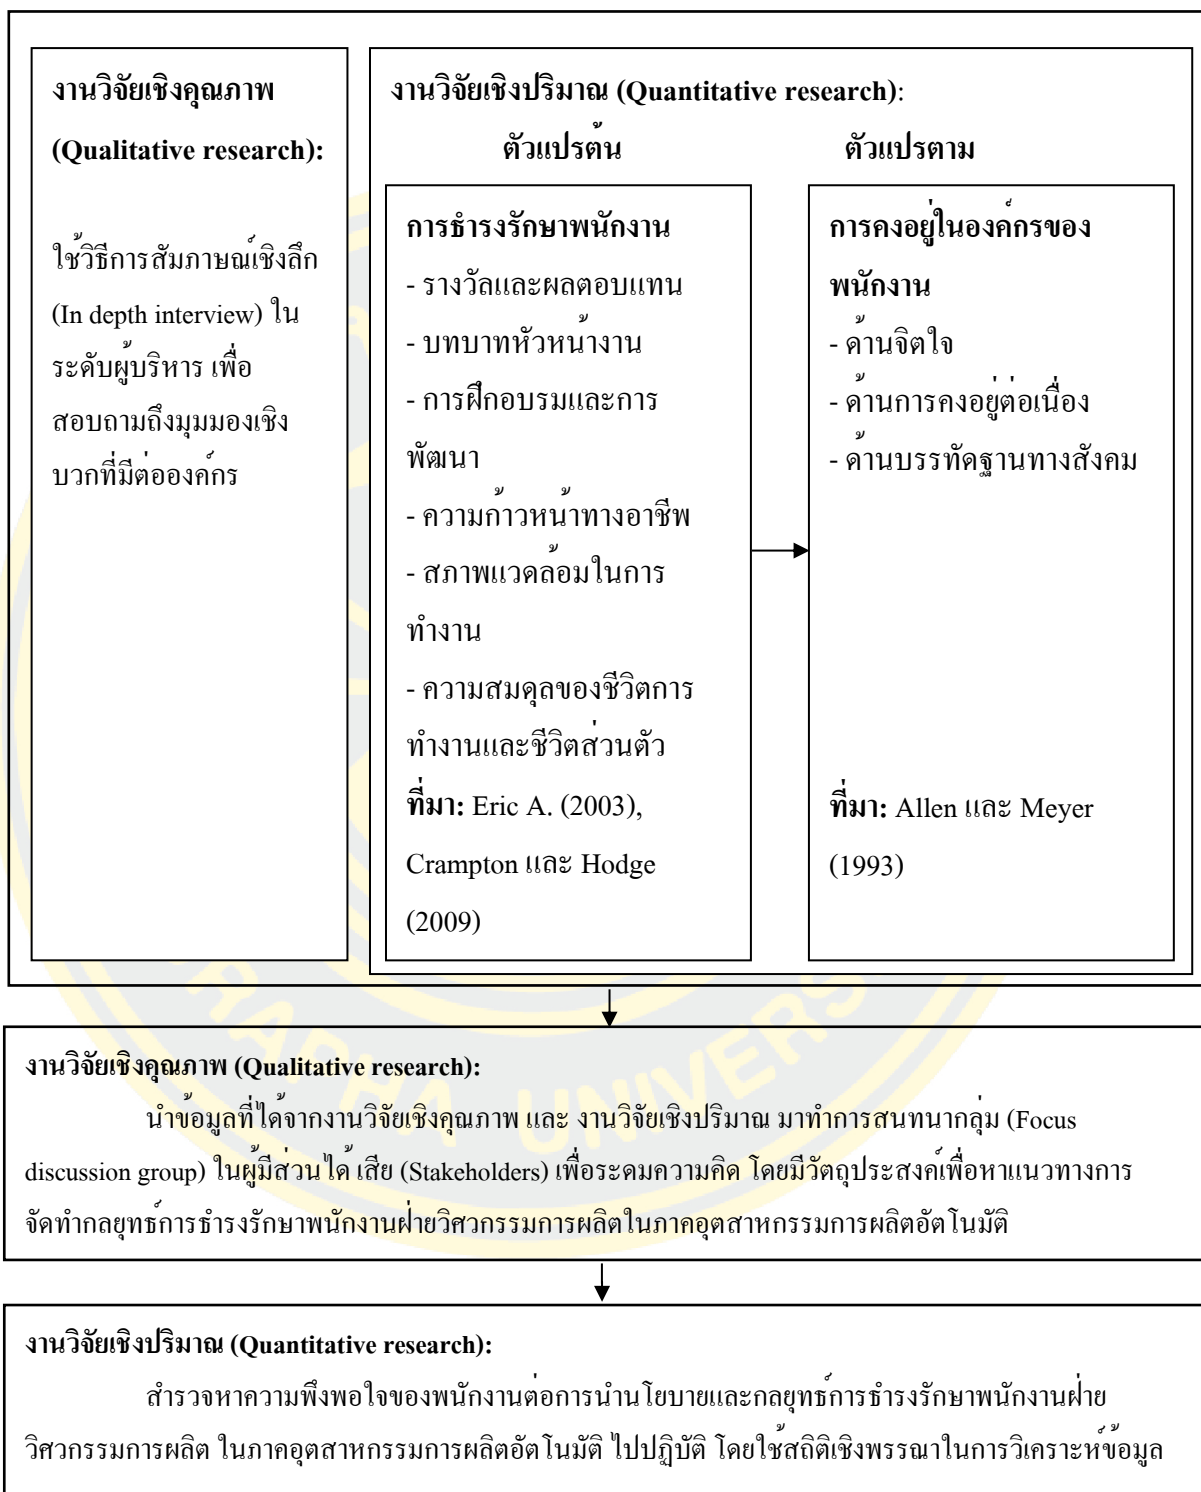 งานวิจัยเชิงคุณภาพ
(Qualitative research):
ใช้วิธีการสัมภาษณ์เชิงลึก
(In depth interview) ใน
ระดับผู้บริหาร เพื่อ
สอบถามถึงมุมมองเชิง
บวกที่มีต่อองค์กร
งานวิจัยเชิงปริมาณ (Quantitative research):
ตัวแปรต้น
การธำรงรักษาพนักงาน
- รางวัลและผลตอบแทน
- บทบาทหัวหน้างาน
- การฝึกอบรมและการ
พัฒนา
- ความก้าวหน้าทางอาชีพ
- สภาพแวดล้อมในการ
ทำงาน
- ความสมดุลของชีวิตการ
ทำงานและชีวิตส่วนตัว
ที่มา: Eric A. (2003),
Crampton และ Hodge
(2009)
ตัวแปรตาม
การคงอยู่ในองค์กรของ
พนักงาน
- ด้านจิตใจ
- ด้านการคงอยู่ต่อเนื่อง
- ด้านบรรทัดฐานทางสังคม
ที่มา: Allen และ Meyer
(1993)
งานวิจัยเชิงคุณภาพ (Qualitative research):
นำข้อมูลที่ได้จากงานวิจัยเชิงคุณภาพ และ งานวิจัยเชิงปริมาณ มาทำการสนทนากลุ่ม (Focus
discussion group) ในผู้มีส่วนได้ เสีย (Stakeholders) เพื่อระดมความคิด โดยมีวัตถุประสงค์เพื่อหาแนวทางการ
จัดทำกลยุทธ์การธำรงรักษาพนักงานฝ่ายวิศวกรรมการผลิตในภาคอุตสาหกรรมการผลิตอัตโนมัติ
งานวิจัยเชิงปริมาณ (Quantitative research):
สำรวจหาความพึงพอใจของพนักงานต่อการนำนโยบายและกลยุทธ์การธำรงรักษาพนักงานฝ่าย
วิศวกรรมการผลิต ในภาคอุตสาหกรรมการผลิตอัตโนมัติ ไปปฏิบัติ โดยใช้สถิติเชิงพรรณาในการวิเคราะห์ข้อมูล
RAPHA UNIVERS